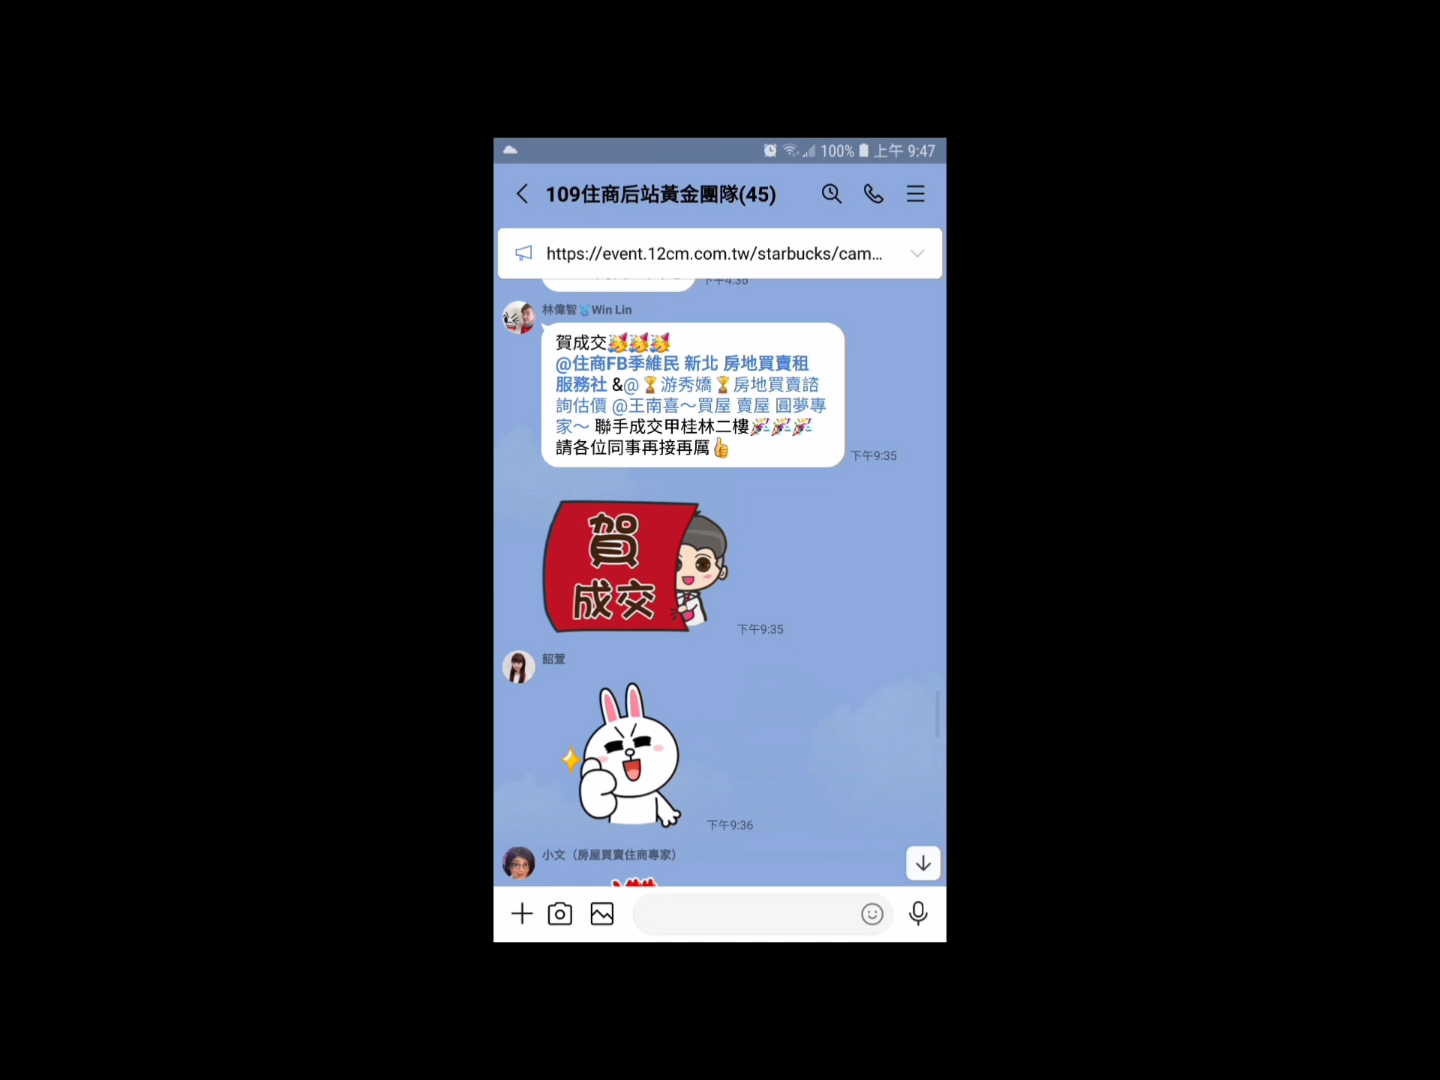 100% 上午 9:47
109住商后站黃金團隊(45)
https://event.12cm.com.tw/starbucks/cam...
下午4:36
林偉智🥈Win Lin
賀成交🥳🥳🥳
@住商FB季維民 新北 房地買賣租
服務社 &@🏆游秀嬌🏆房地買賣諮
詢估價 @王南喜～買屋 賣屋 圓夢專
家～ 聯手成交甲桂林二樓🎉🎉🎉
請各位同事再接再厲👍
下午9:35
賀
成交
下午9:35
韶萱
下午9:36
小文（房屋買賣住商專家）